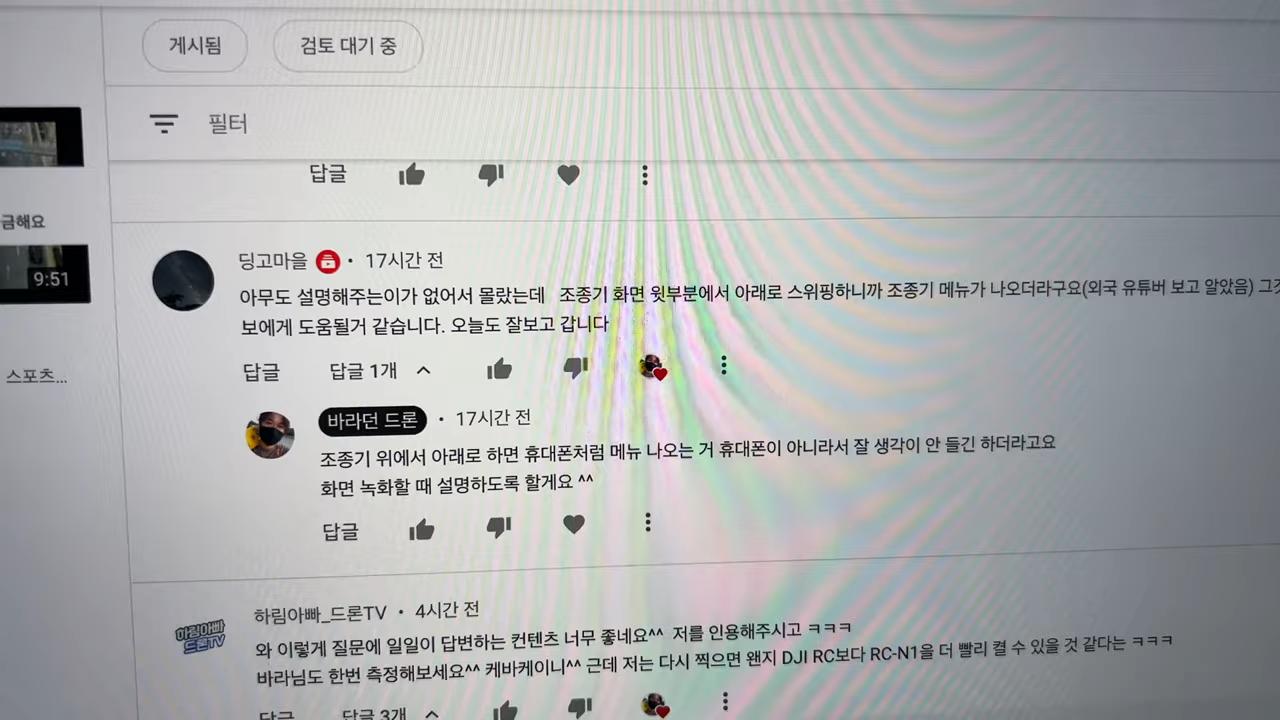 게시됨
검토 대기 중
필터
답글
금해요
9:51
스포츠...
딩고마을 • 17시간 전
아무도 설명해주는이가 없어서 몰랐는데 조종기 화면 윗부분에서 아래로 스위핑하니까 조종기 메뉴가 나오더라구요(외국 유튜버 보고 알았음) 그것
보에게 도움될거 같습니다. 오늘도 잘보고 갑니다
답글 답글 1개
바라던 드론 • 17시간 전
조종기 위에서 아래로 하면 휴대폰처럼 메뉴 나오는 거 휴대폰이 아니라서 잘 생각이 안 들긴 하더라고요
화면 녹화할 때 설명하도록 할게요 ^^
답글
하림아빠_드론TV • 4시간 전
하림아빠
드론TV
와 이렇게 질문에 일일이 답변하는 컨텐츠 너무 좋네요^^ 저를 인용해주시고 ㅋㅋㅋ
바라님도 한번 측정해보세요^^ 케바케이니^^ 근데 저는 다시 찍으면 왠지 DJI RC보다 RC-N1을 더 빨리 켤 수 있을 것 같다는 ㅋㅋㅋ
답글 답글 3개